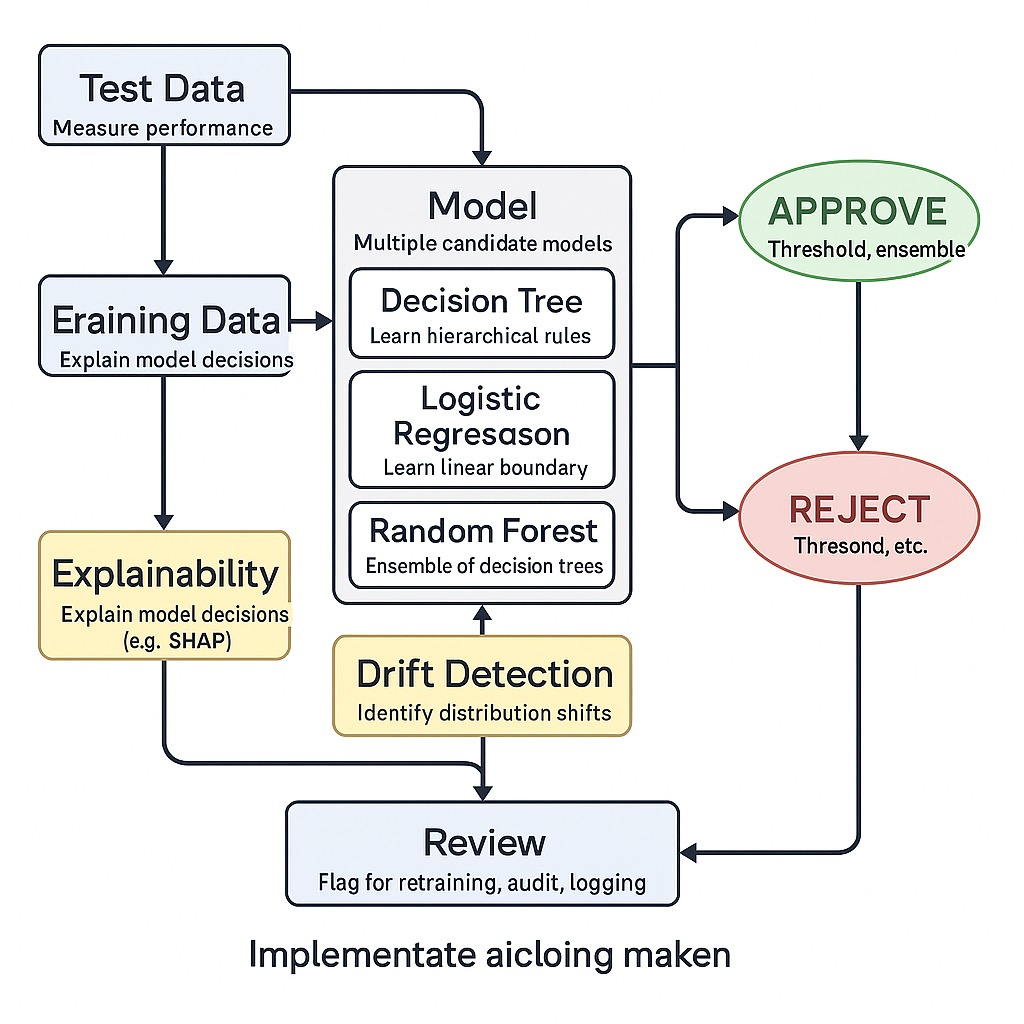 Test Data
Measure performance
Eraining Data
Explain model decisions
Explainability
Explain model decisions
(e.g. SHAP)
Model
Multiple candidate models
Decision Tree
Learn hierarchical rules
Logistic
Regresason
Learn linear boundary
Random Forest
Ensemble of decision trees
Drift Detection
Identify distribution shifts
APPROVE
Threshold, ensemble
REJECT
Thresond, etc.
Review
Flag for retraining, audit, logging
Implementate aicloing maken